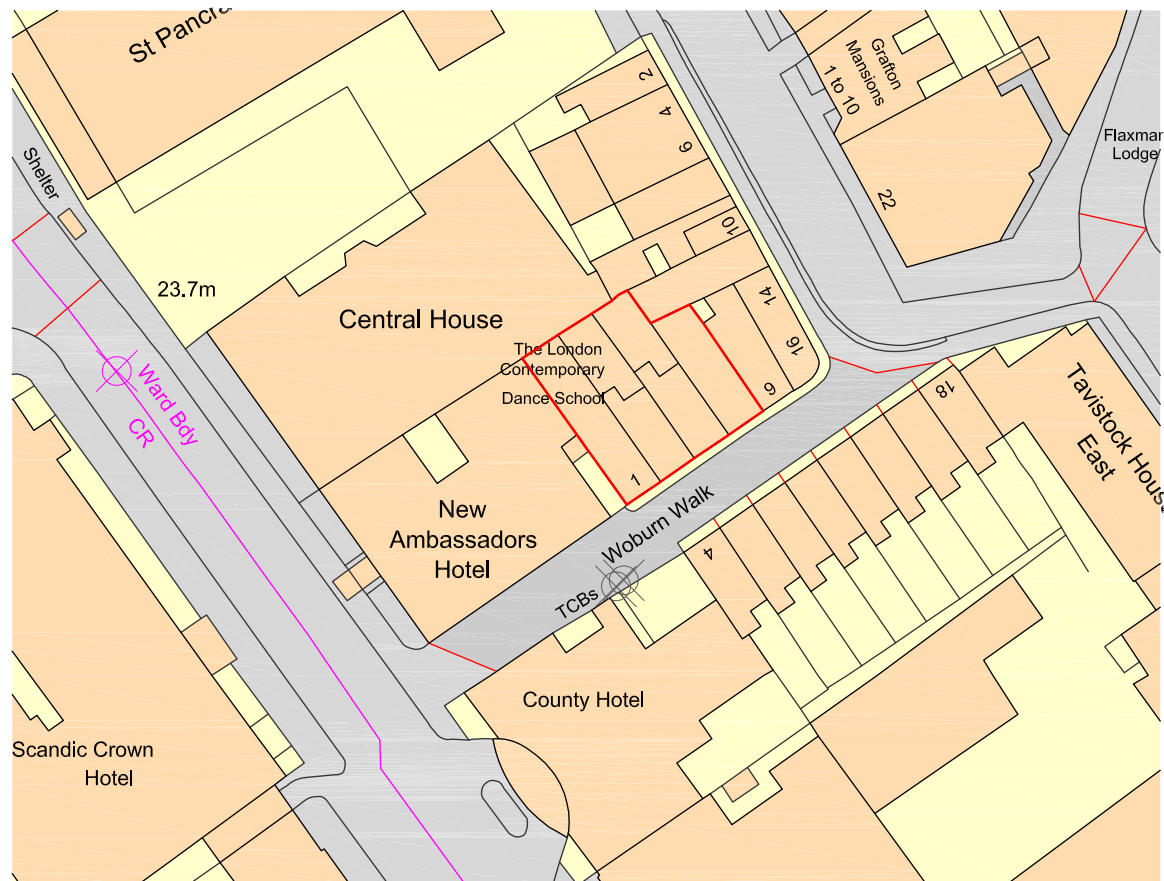 St Pancra
2
4
6
10
14
16
6
Grafton
Mansions
1 to 10
22
Flaxman
Lodge
Shelter
23.7m
Central House
The London
Contemporary
Dance School
1
Ward Bdy
CR
New
Ambassadors
Hotel
Woburn Walk
TCBs
4
18
Tavistock House
East
County Hotel
Scandic Crown
Hotel